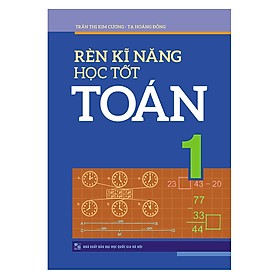 TRẦN THỊ KIM CƯƠNG - TẠ HOÀNG ĐÔNG
RÈN KĨ NĂNG
HỌC TỐT
TOÁN
1
23 43 – 20
77
33
44
NHÀ XUẤT BẢN ĐẠI HỌC QUỐC GIA HÀ NỘI